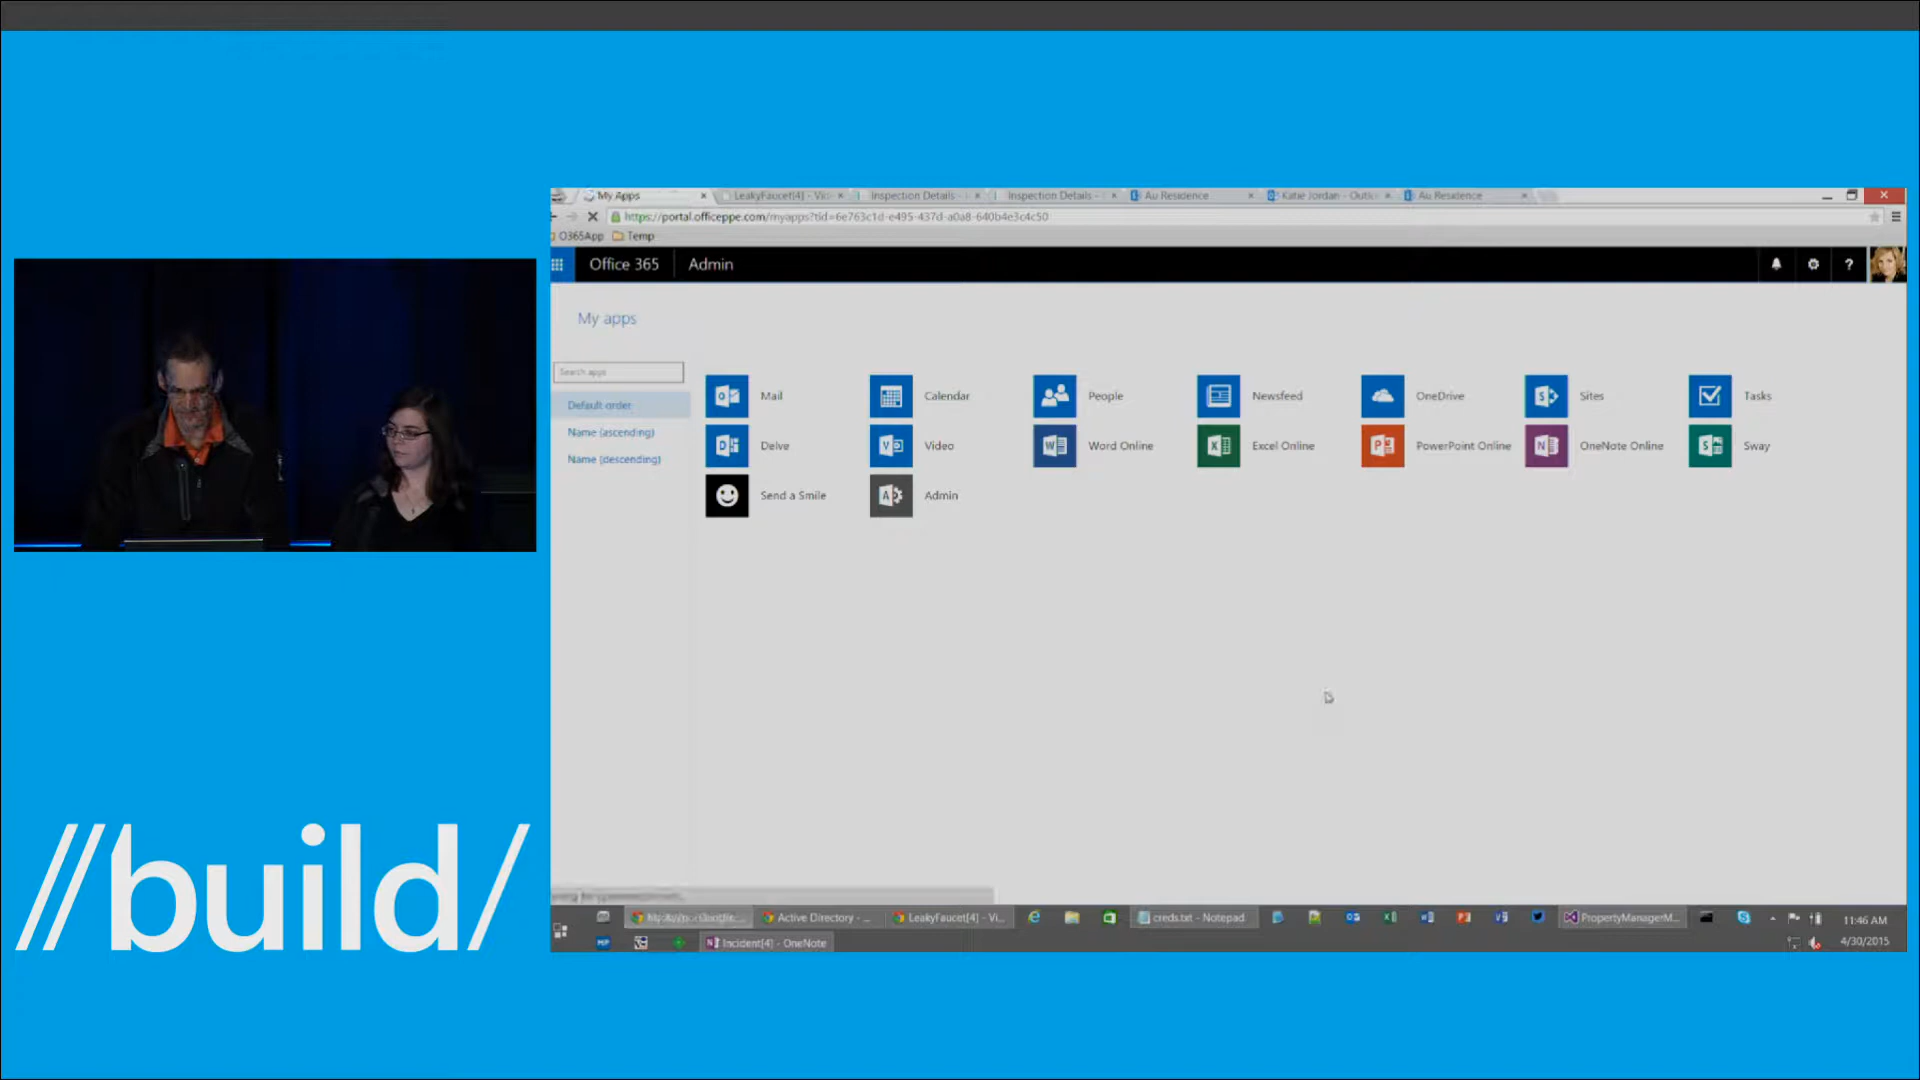 My Apps
LeakyFaucet[4] - Vis
Inspection Details -
Inspection Details -
Au Residence
Katie Jordan - Outlo
Au Residence
https://portal.officeppe.com/myapps?tid=6e763c1d-e495-437d-a0a8-640b4e3c4c50
O365App
Temp
Office 365
Admin
?
My apps
Search apps
Default order
Name (ascending)
Name (descending)
Mail
Calendar
People
Newsfeed
OneDrive
Sites
Tasks
Delve
Video
Word Online
Excel Online
PowerPoint Online
OneNote Online
Sway
Send a Smile
Admin
Active Directory - ...
LeakyFaucet[4] - Vi...
creds.txt - Notepad
PropertyManagerM...
11:46 AM
Incident[4] - OneNote
4/30/2015
//build/